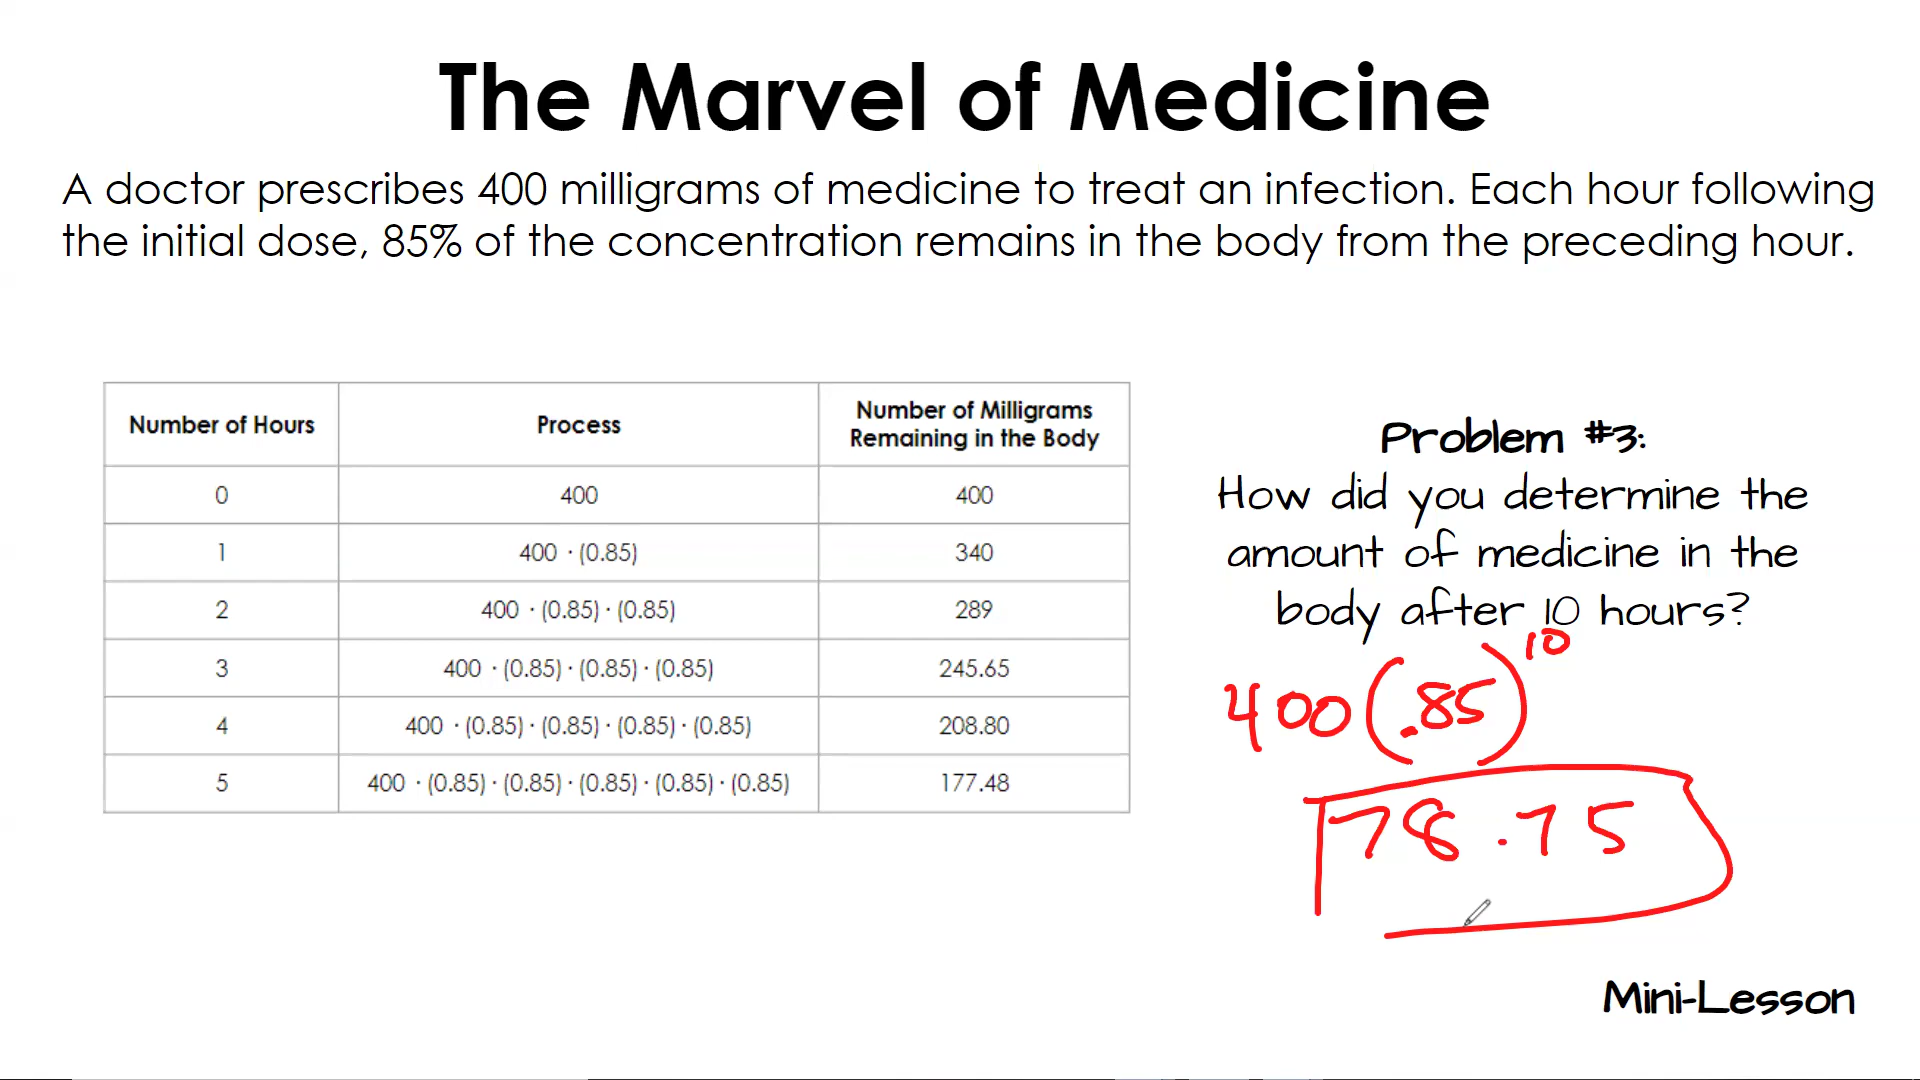 The Marvel of Medicine
A doctor prescribes 400 milligrams of medicine to treat an infection. Each hour following
the initial dose, 85% of the concentration remains in the body from the preceding hour.
Number of Hours Process Number of Milligrams Remaining in the Body
0 400 400
1 400 · (0.85) 340
2 400 · (0.85) · (0.85) 289
3 400 · (0.85) · (0.85) · (0.85) 245.65
4 400 · (0.85) · (0.85) · (0.85) · (0.85) 208.80
5 400 · (0.85) · (0.85) · (0.85) · (0.85) · (0.85) 177.48
Problem #3:
How did you determine the
amount of medicine in the
body after 10 hours?
400(.85)^10
78.75
Mini-Lesson